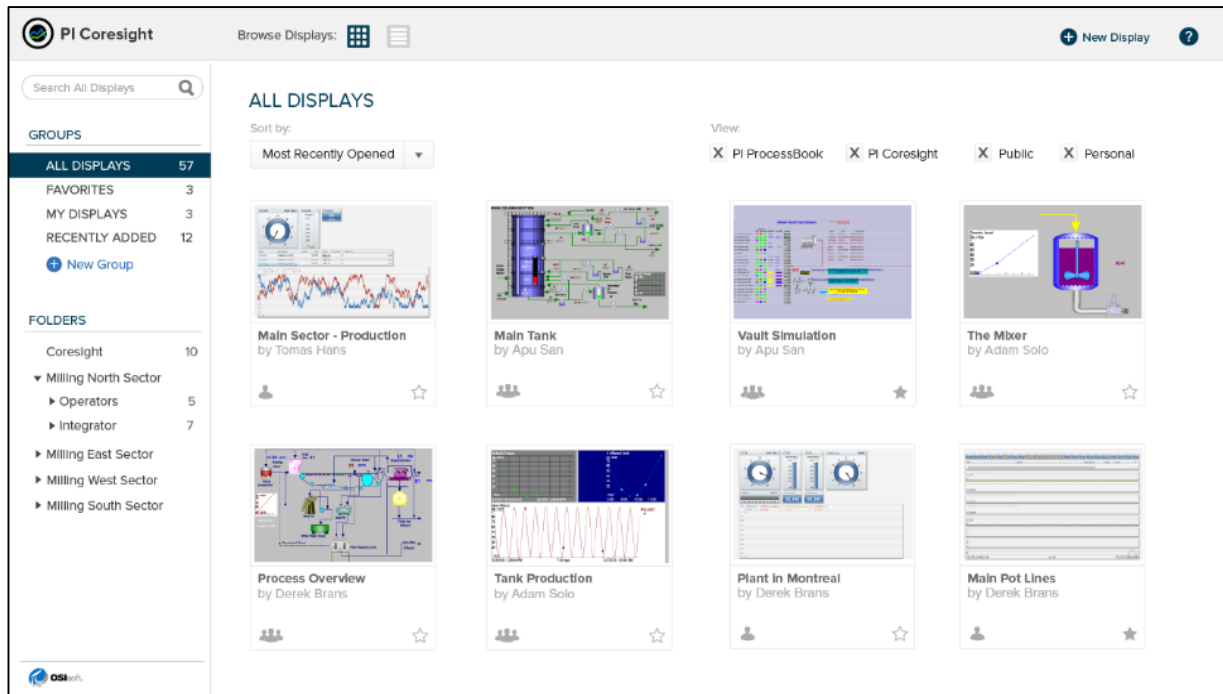 PI Coresight
Browse Displays:
New Display
?
Search All Displays
GROUPS
ALL DISPLAYS 57
FAVORITES 3
MY DISPLAYS 3
RECENTLY ADDED 12
New Group
FOLDERS
Coresight 10
Milling North Sector
Operators 5
Integrator 7
Milling East Sector
Milling West Sector
Milling South Sector
OSIsoft.
ALL DISPLAYS
Sort by:
Most Recently Opened
View:
X PI ProcessBook X PI Coresight X Public X Personal
Main Sector - Production
by Tomas Hans
Main Tank
by Apu San
Vault Simulation
by Apu San
The Mixer
by Adam Solo
Process Overview
by Derek Brans
Tank Production
by Adam Solo
Plant in Montreal
by Derek Brans
Main Pot Lines
by Derek Brans